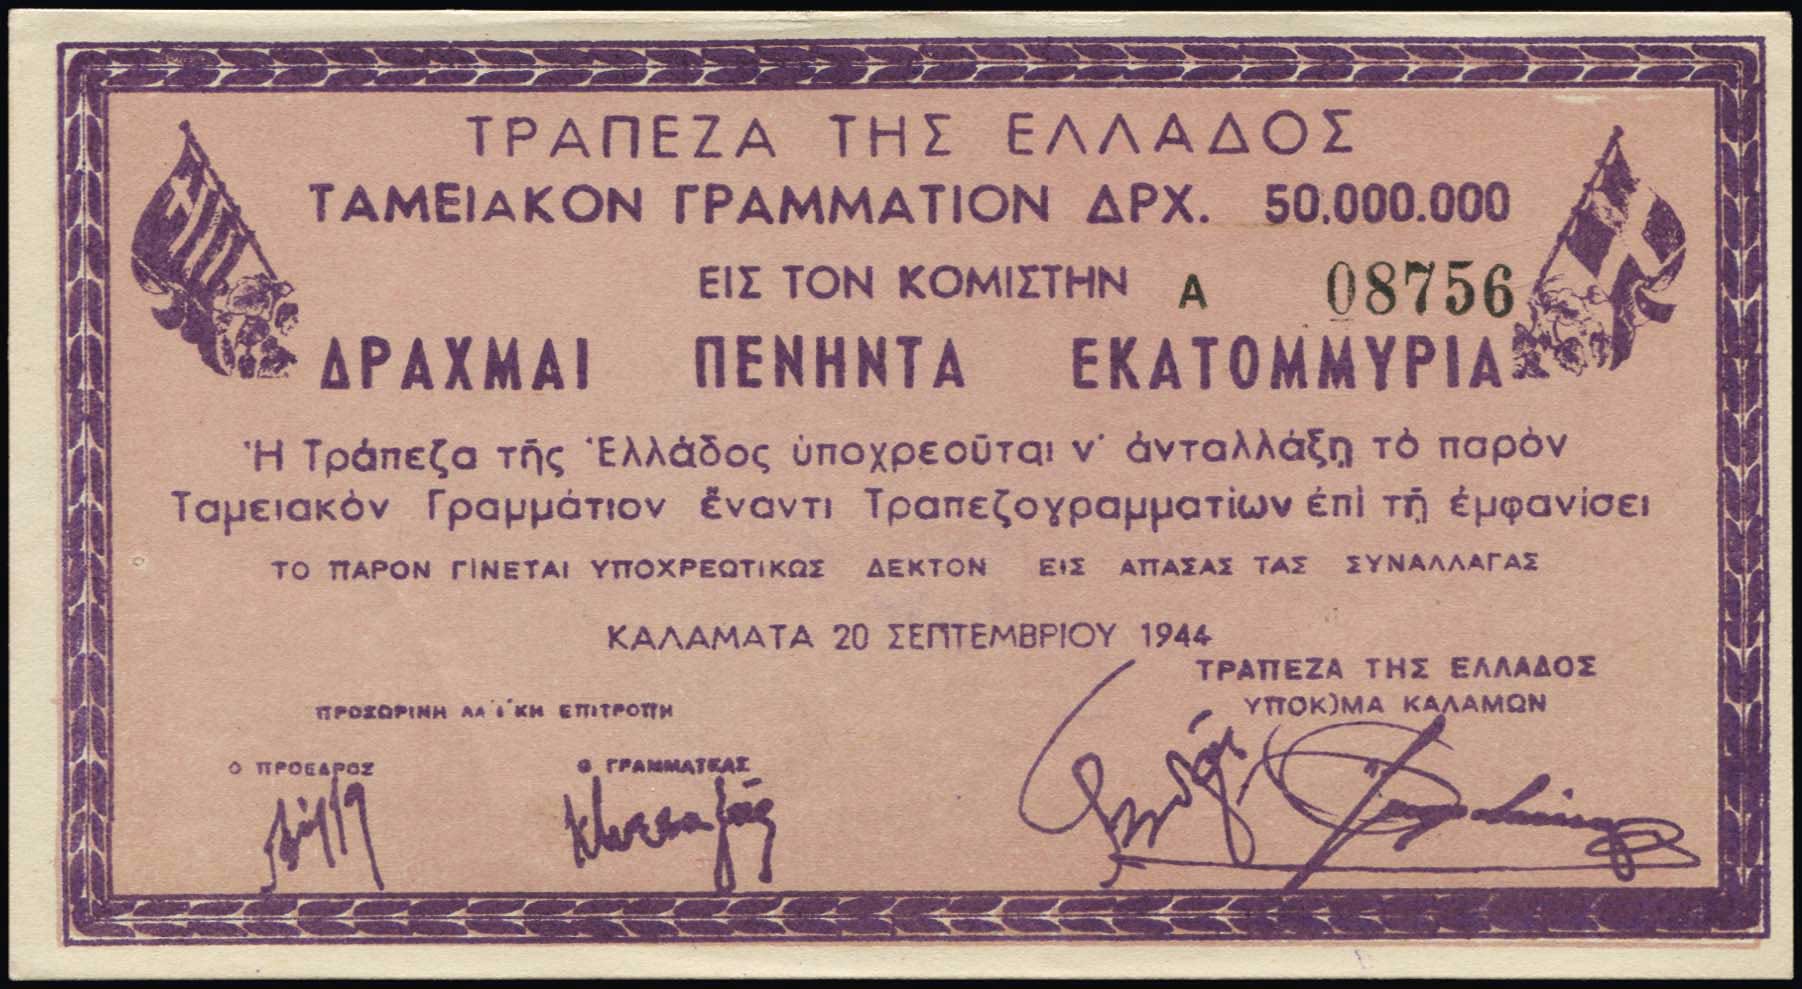 ΤΡΑΠΕΖΑ ΤΗΣ ΕΛΛΑΔΟΣ
ΤΑΜΕΙΑΚΟΝ ΓΡΑΜΜΑΤΙΟΝ ΔΡΧ. 50.000.000
ΕΙΣ ΤΟΝ ΚΟΜΙΣΤΗΝ Α 08756
ΔΡΑΧΜΑΙ ΠΕΝΗΝΤΑ ΕΚΑΤΟΜΜΥΡΙΑ
Ἡ Τράπεζα τῆς Ἑλλάδος ὑποχρεοῦται ν' ἀνταλλάξῃ τὸ παρὸν
Ταμειακὸν Γραμμάτιον ἔναντι Τραπεζογραμματίων ἐπὶ τῇ ἐμφανίσει
ΤΟ ΠΑΡΟΝ ΓΙΝΕΤΑΙ ΥΠΟΧΡΕΩΤΙΚΩΣ ΔΕΚΤΟΝ ΕΙΣ ΑΠΑΣΑΣ ΤΑΣ ΣΥΝΑΛΛΑΓΑΣ
ΚΑΛΑΜΑΤΑ 20 ΣΕΠΤΕΜΒΡΙΟΥ 1944
ΤΡΑΠΕΖΑ ΤΗΣ ΕΛΛΑΔΟΣ
ΥΠΟΚ)ΜΑ ΚΑΛΑΜΩΝ
ΠΡΟΣΩΡΙΝΗ ΛΑΪΚΗ ΕΠΙΤΡΟΠΗ
Ο ΠΡΟΕΔΡΟΣ Ο ΓΡΑΜΜΑΤΕΑΣ